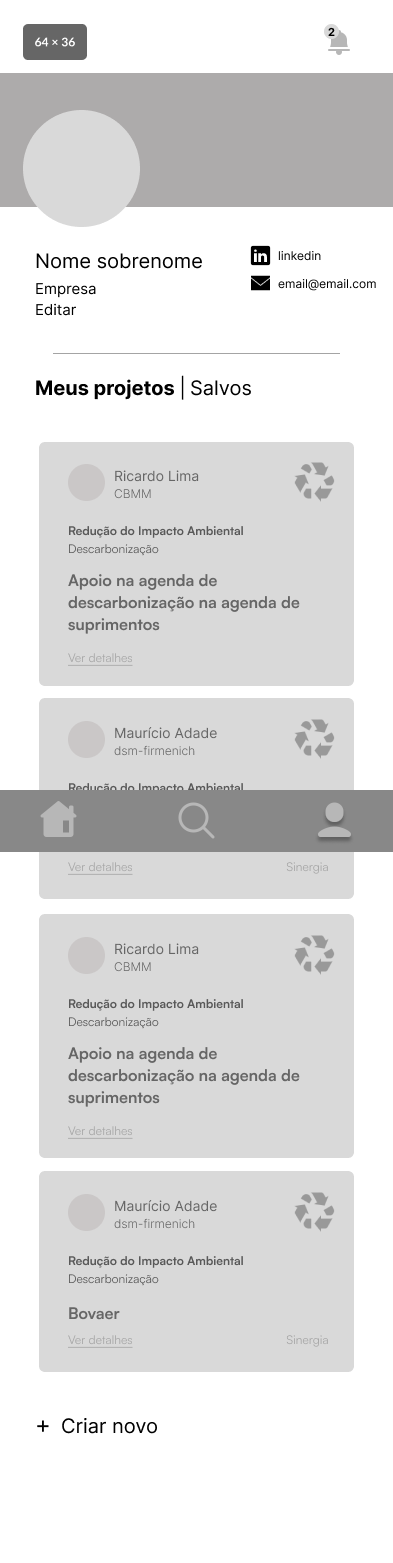 64 × 36
2
Nome sobrenome
Empresa
Editar
linkedin
email@email.com
Meus projetos | Salvos
Ricardo Lima
CBMM
Redução do Impacto Ambiental
Descarbonização
Apoio na agenda de
descarbonização na agenda de
suprimentos
Ver detalhes
Maurício Adade
dsm-firmenich
Redução do Impacto Ambiental
Ver detalhes
Sinergia
Ricardo Lima
CBMM
Redução do Impacto Ambiental
Descarbonização
Apoio na agenda de
descarbonização na agenda de
suprimentos
Ver detalhes
Maurício Adade
dsm-firmenich
Redução do Impacto Ambiental
Descarbonização
Bovaer
Ver detalhes
Sinergia
+ Criar novo